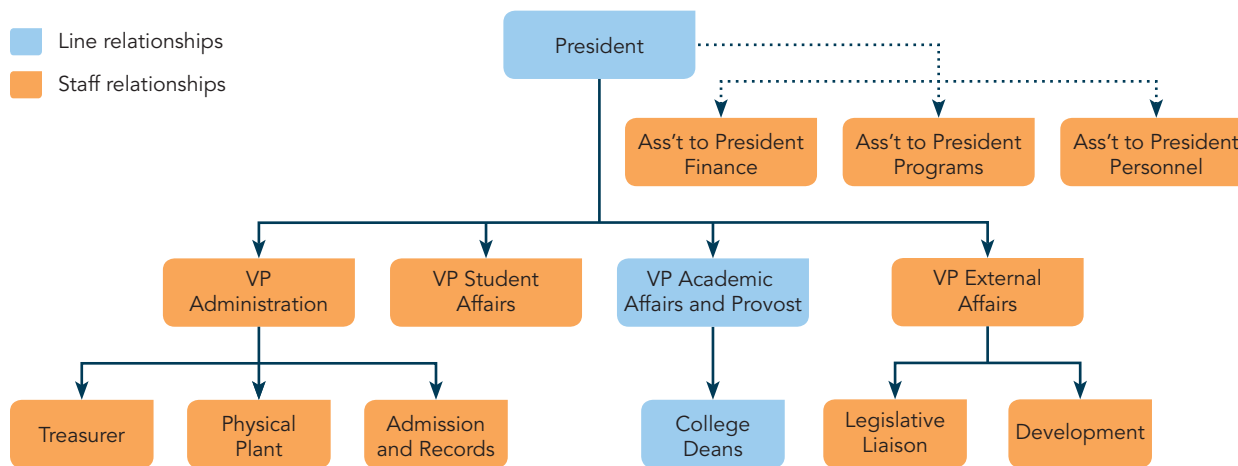 Line relationships
Staff relationships
President
Ass't to President
Finance
Ass't to President
Programs
Ass't to President
Personnel
VP
Administration
VP Student
Affairs
VP Academic
Affairs and Provost
VP External
Affairs
Treasurer
Physical
Plant
Admission
and Records
College
Deans
Legislative
Liaison
Development